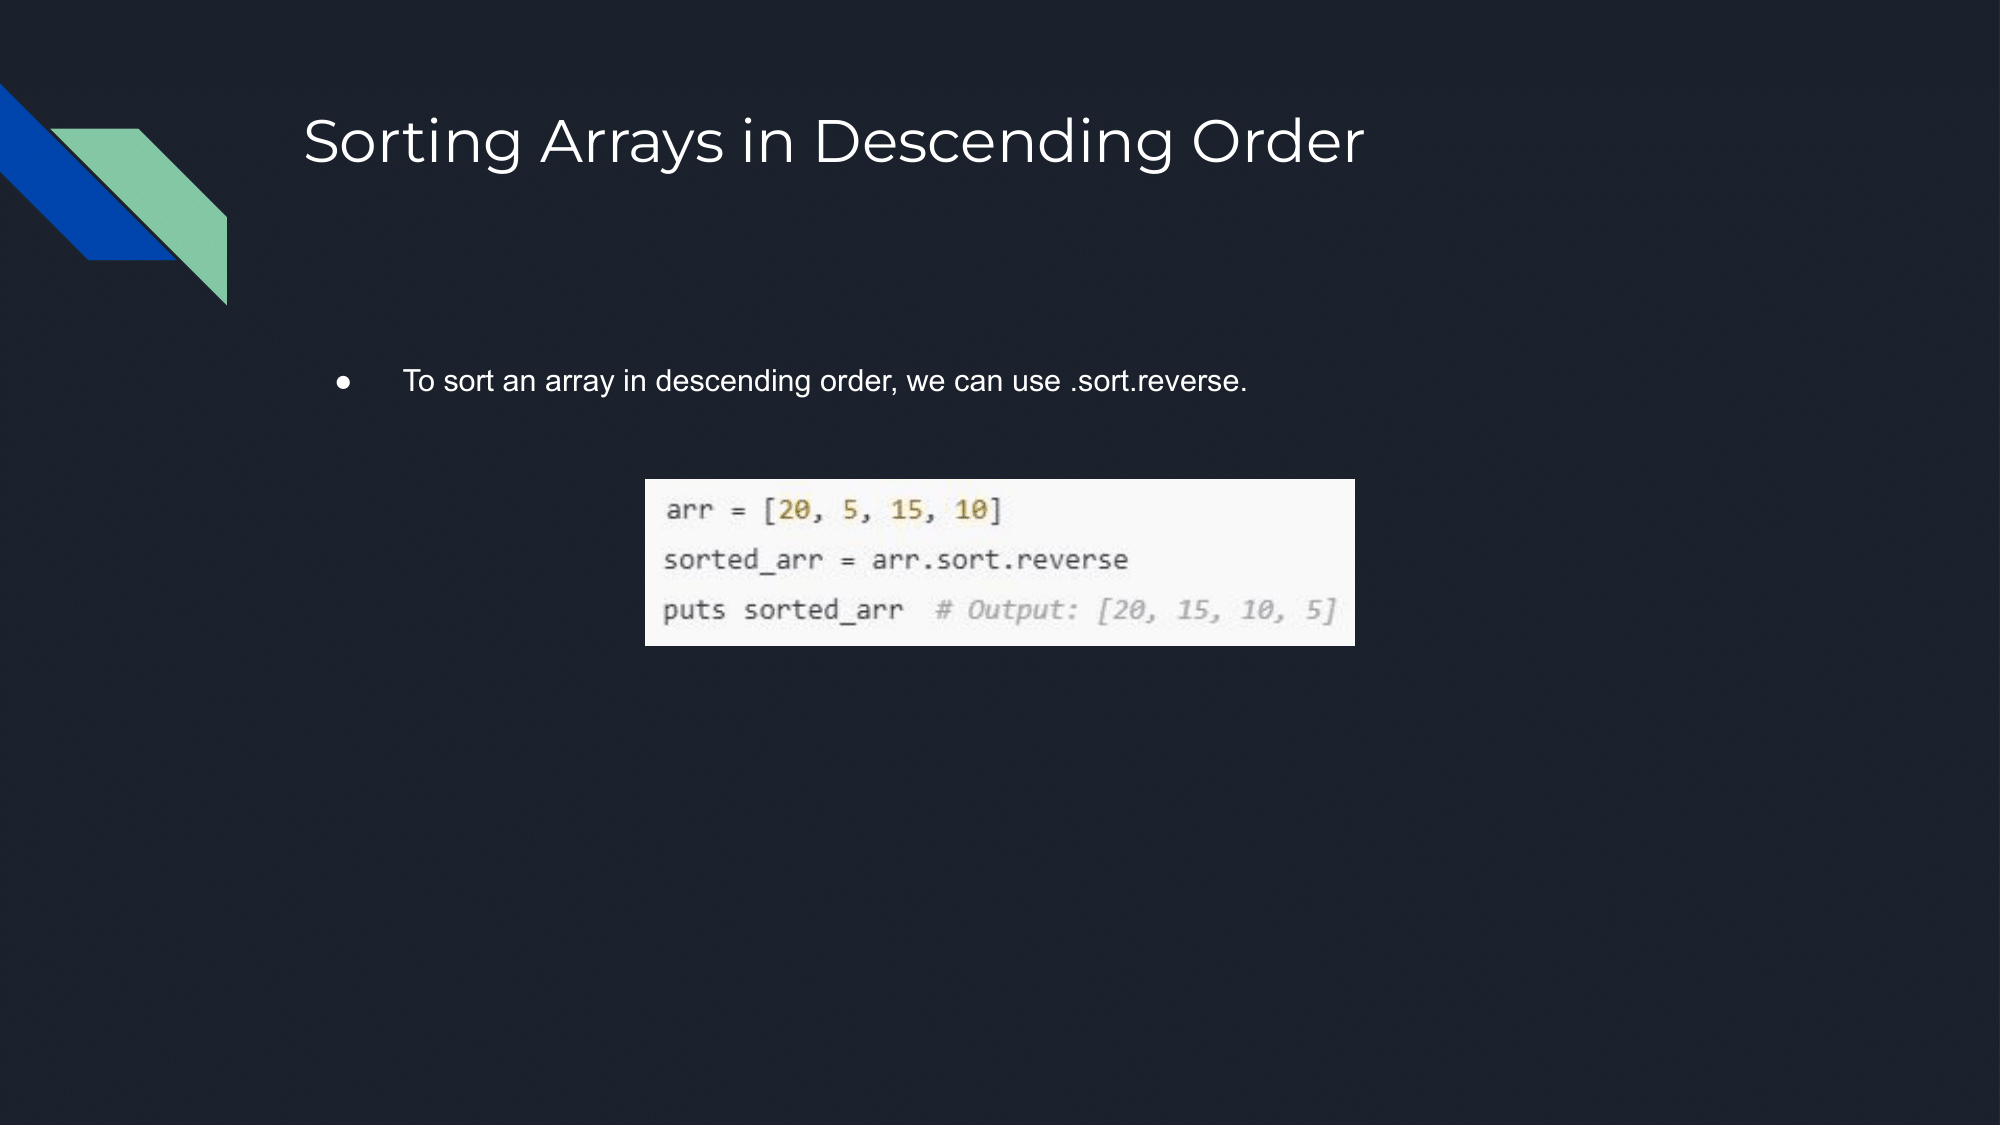 Sorting Arrays in Descending Order
● To sort an array in descending order, we can use .sort.reverse.
arr = [20, 5, 15, 10]
sorted_arr = arr.sort.reverse
puts sorted_arr  # Output: [20, 15, 10, 5]